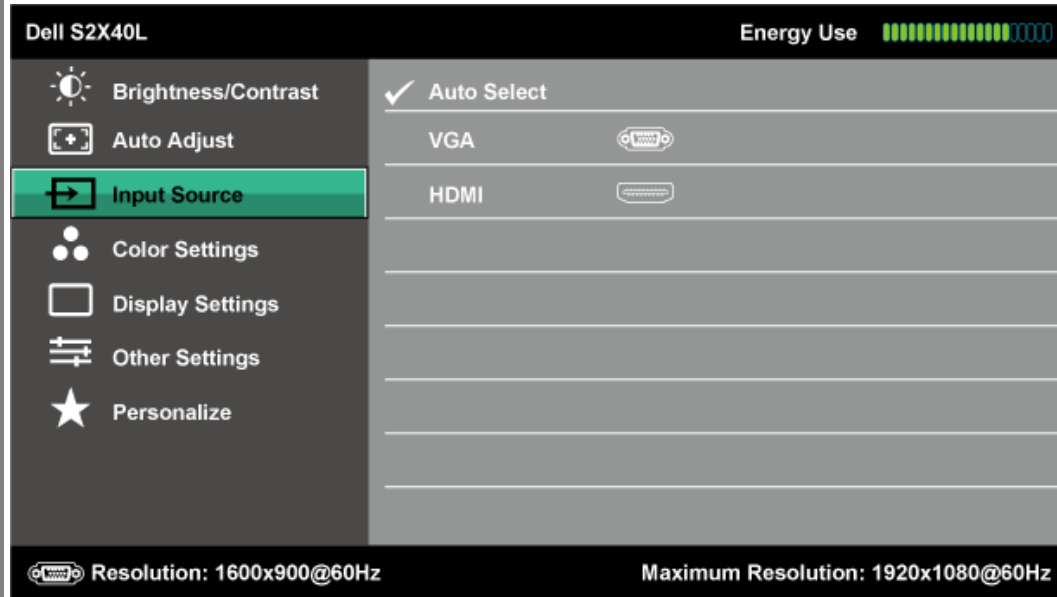 Dell S2X40L Energy Use
Brightness/Contrast
Auto Adjust
Input Source
Color Settings
Display Settings
Other Settings
Personalize
Auto Select
VGA
HDMI
Resolution: 1600x900@60Hz Maximum Resolution: 1920x1080@60Hz